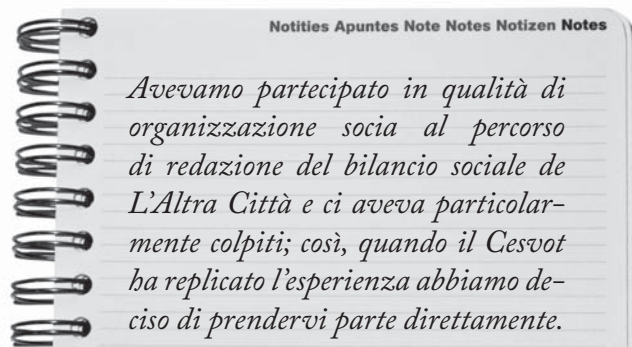 Notities Apuntes Note Notes Notizen Notes
Avevamo partecipato in qualità di
organizzazione socia al percorso
di redazione del bilancio sociale de
L'Altra Città e ci aveva particolar-
mente colpiti; così, quando il Cesvot
ha replicato l'esperienza abbiamo de-
ciso di prendervi parte direttamente.